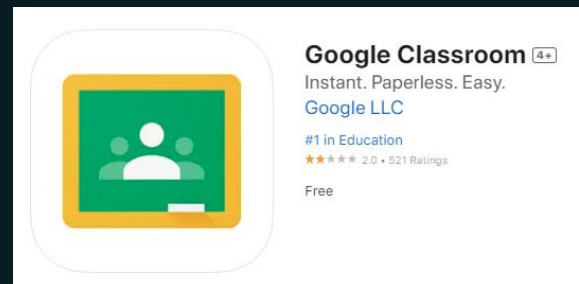 Google Classroom 4+
Instant. Paperless. Easy.
Google LLC
#1 in Education
★★★★★ 2.0 • 521 Ratings
Free